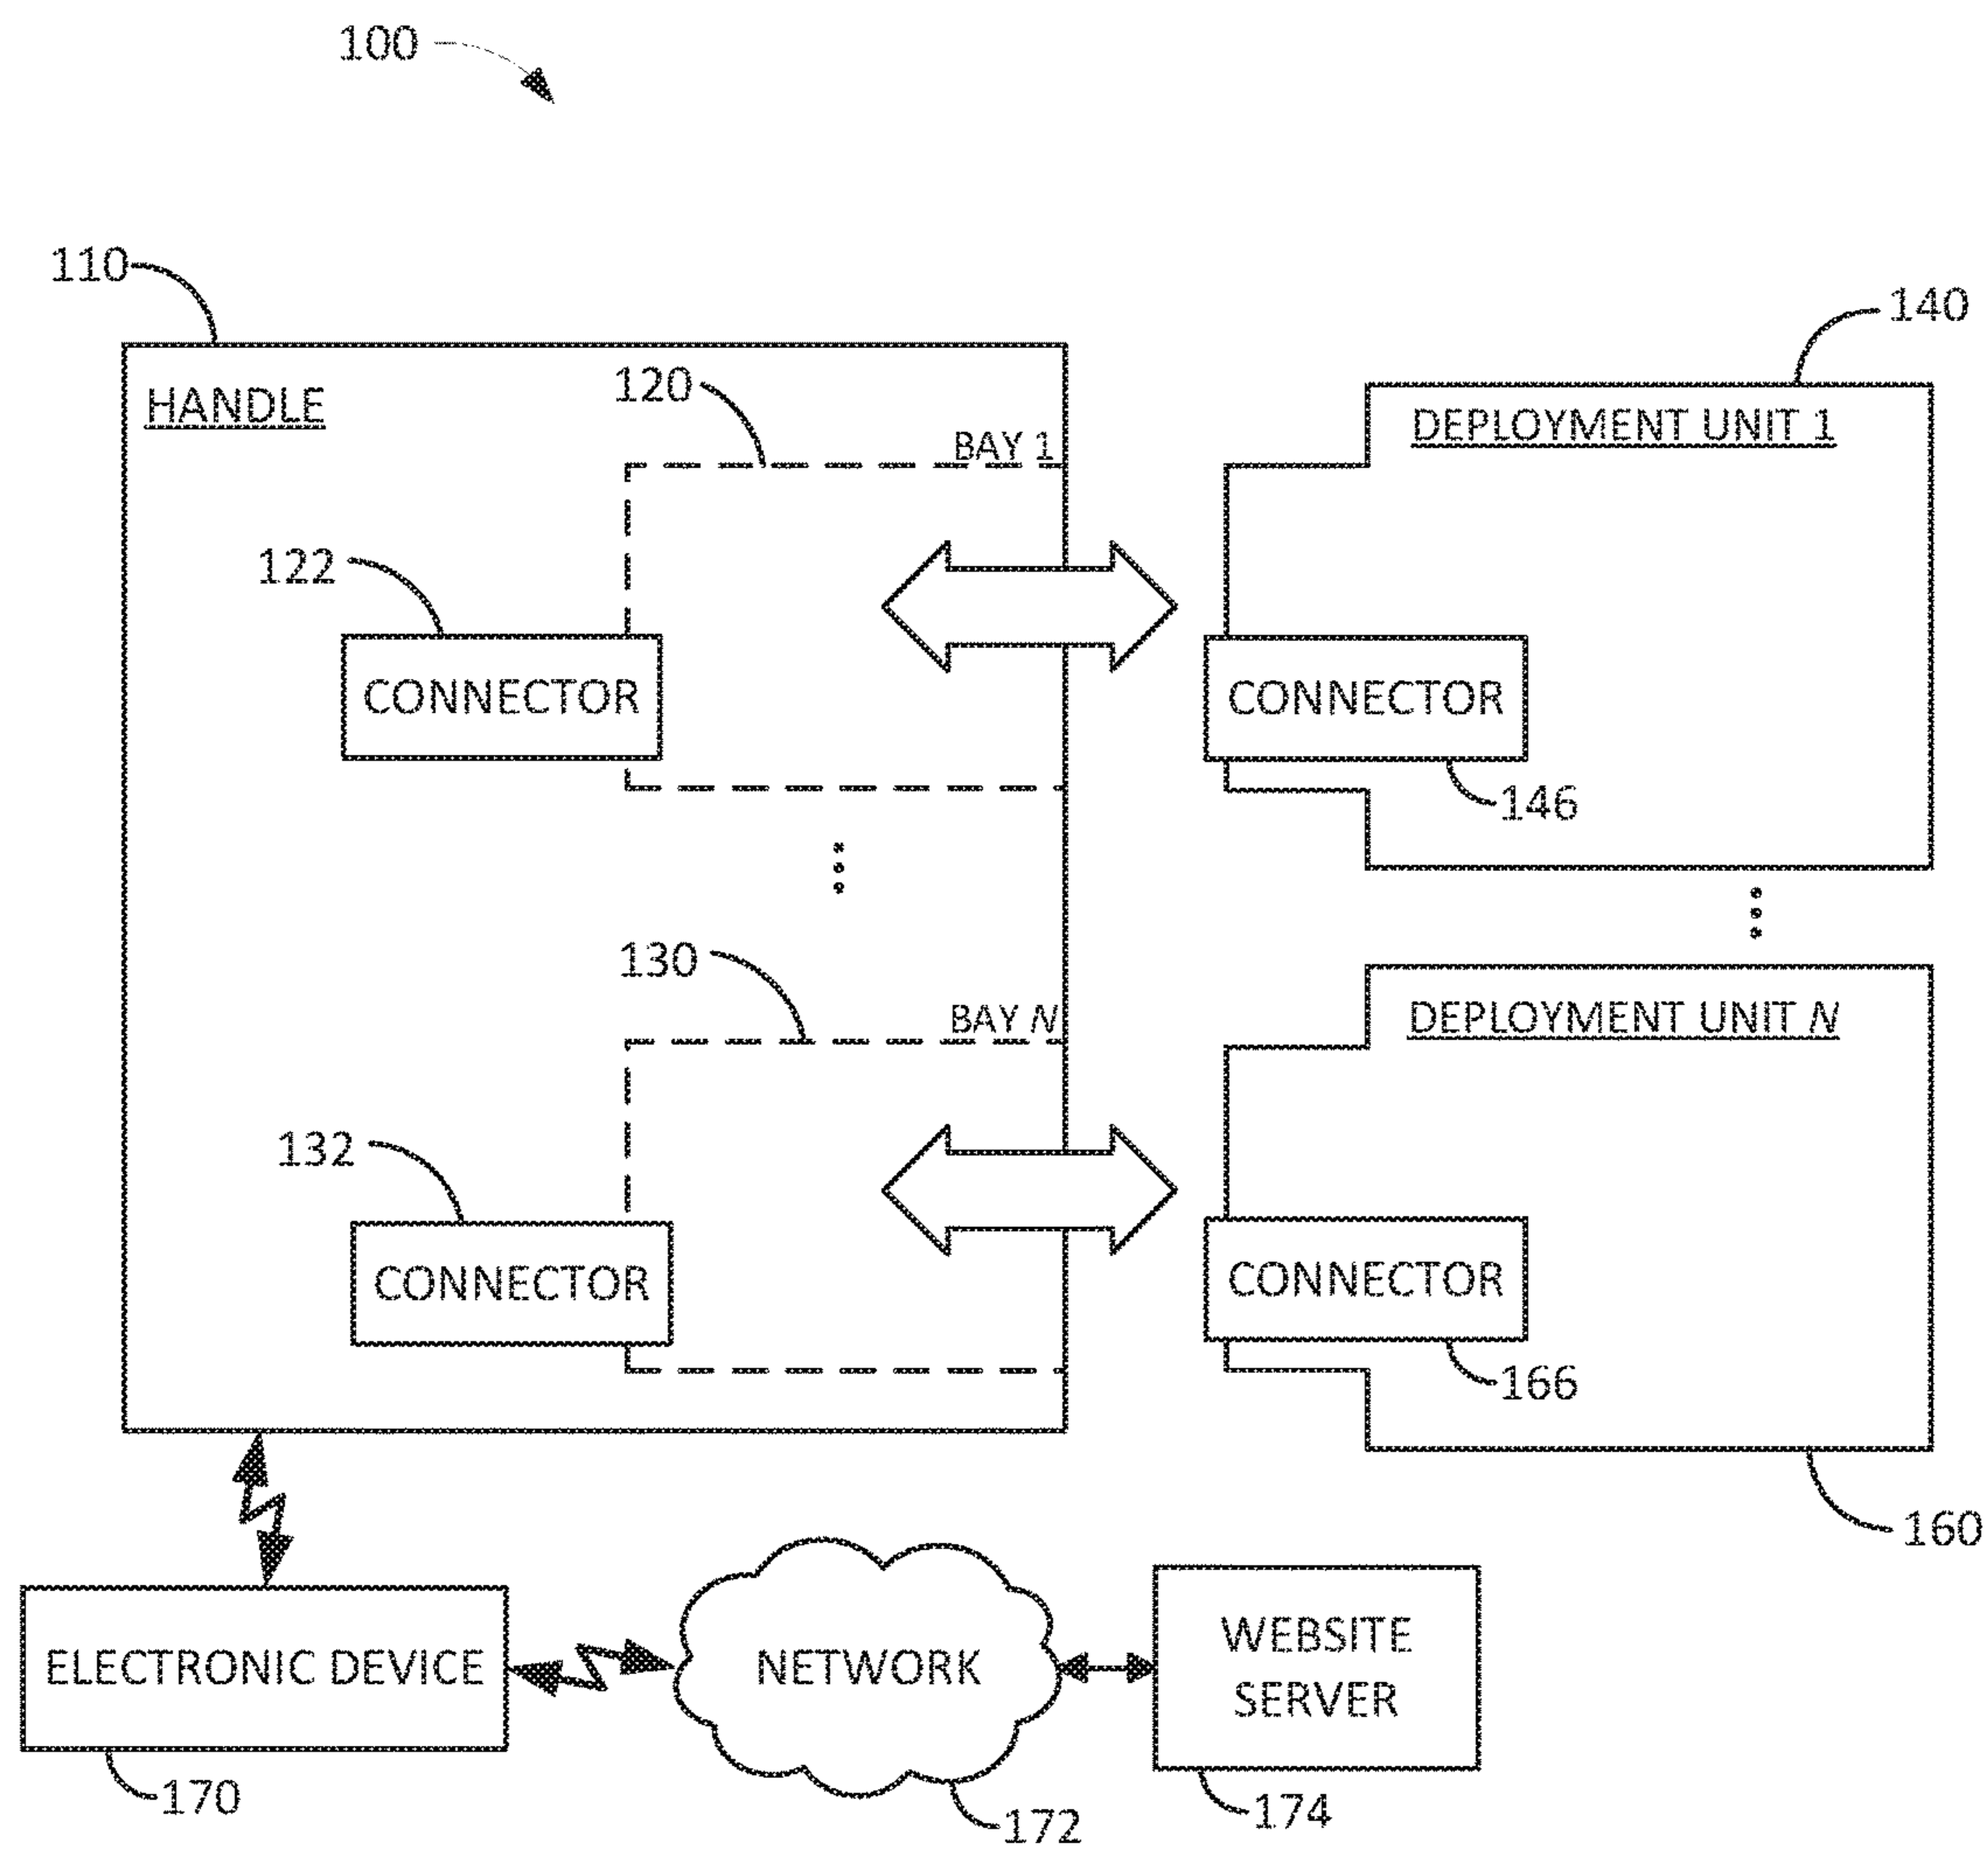 100
110
140
HANDLE
120
DEPLOYMENT UNIT 1
BAY 1
122
CONNECTOR
CONNECTOR
146
130
BAY N
DEPLOYMENT UNIT N
132
CONNECTOR
CONNECTOR
166
160
ELECTRONIC DEVICE
NETWORK
WEBSITE
SERVER
170
172
174